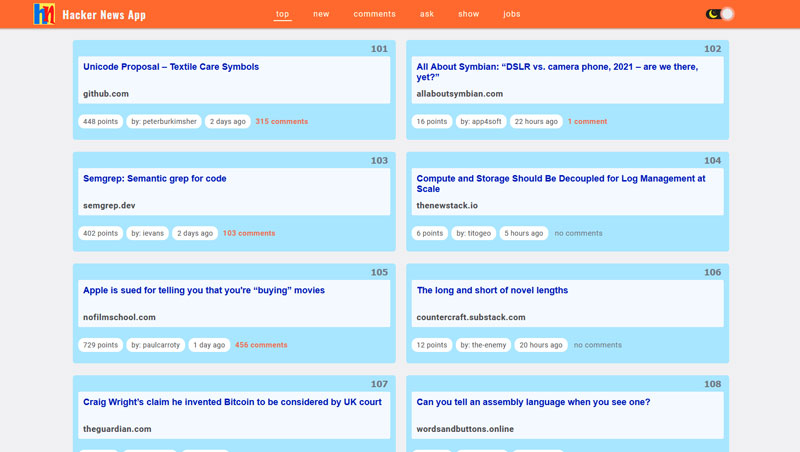 hn Hacker News App
top new comments ask show jobs
101
Unicode Proposal – Textile Care Symbols
github.com
448 points by: peterburkimsher 2 days ago 315 comments
102
All About Symbian: “DSLR vs. camera phone, 2021 – are we there,
yet?”
allaboutsymbian.com
16 points by: app4soft 22 hours ago 1 comment
103
Semgrep: Semantic grep for code
semgrep.dev
402 points by: ievans 2 days ago 103 comments
104
Compute and Storage Should Be Decoupled for Log Management at
Scale
thenewstack.io
6 points by: titogeo 5 hours ago no comments
105
Apple is sued for telling you that you're “buying” movies
nofilmschool.com
729 points by: paulcarroty 1 day ago 456 comments
106
The long and short of novel lengths
countercraft.substack.com
12 points by: the-enemy 20 hours ago no comments
107
Craig Wright's claim he invented Bitcoin to be considered by UK court
theguardian.com
108
Can you tell an assembly language when you see one?
wordsandbuttons.online